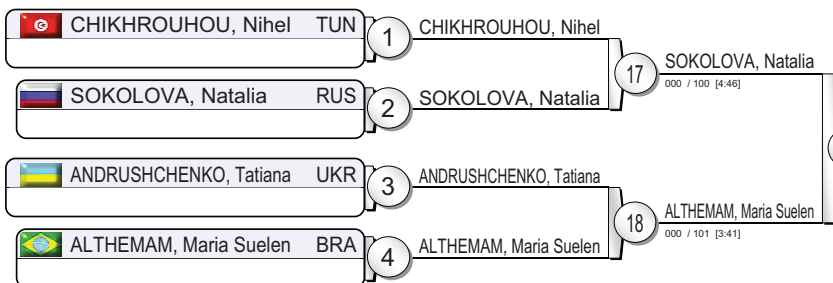 CHIKHROUHOU, Nihel TUN
1
CHIKHROUHOU, Nihel
17
SOKOLOVA, Natalia
000 / 100 [4:46]
SOKOLOVA, Natalia RUS
2
SOKOLOVA, Natalia
ANDRUSHCHENKO, Tatiana UKR
3
ANDRUSHCHENKO, Tatiana
18
ALTHEMAM, Maria Suelen
000 / 101 [3:41]
ALTHEMAM, Maria Suelen BRA
4
ALTHEMAM, Maria Suelen